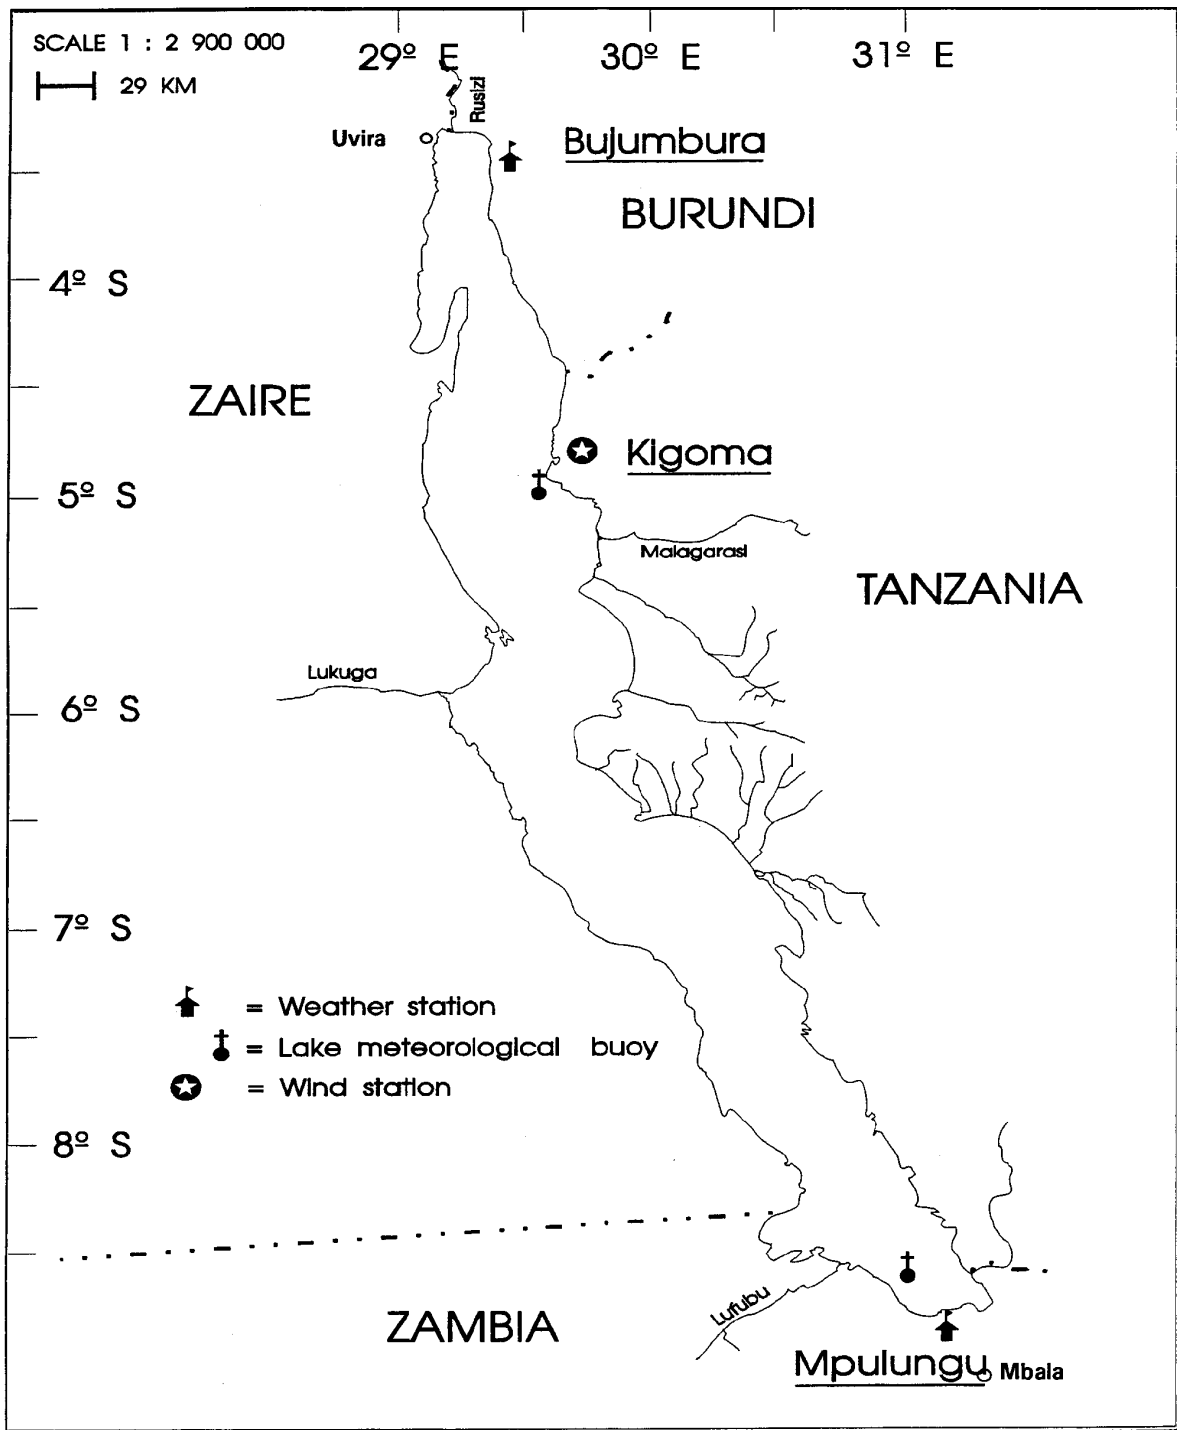 SCALE 1 : 2 900 000
29 KM
29º E
30º E
31º E
Rusizi
Uvira
Bujumbura
BURUNDI
4º S
ZAIRE
Kigoma
5º S
Malagarasi
TANZANIA
Lukuga
6º S
7º S
= Weather station
= Lake meteorological buoy
= Wind station
8º S
Lufubu
ZAMBIA
Mpulungu
Mbala